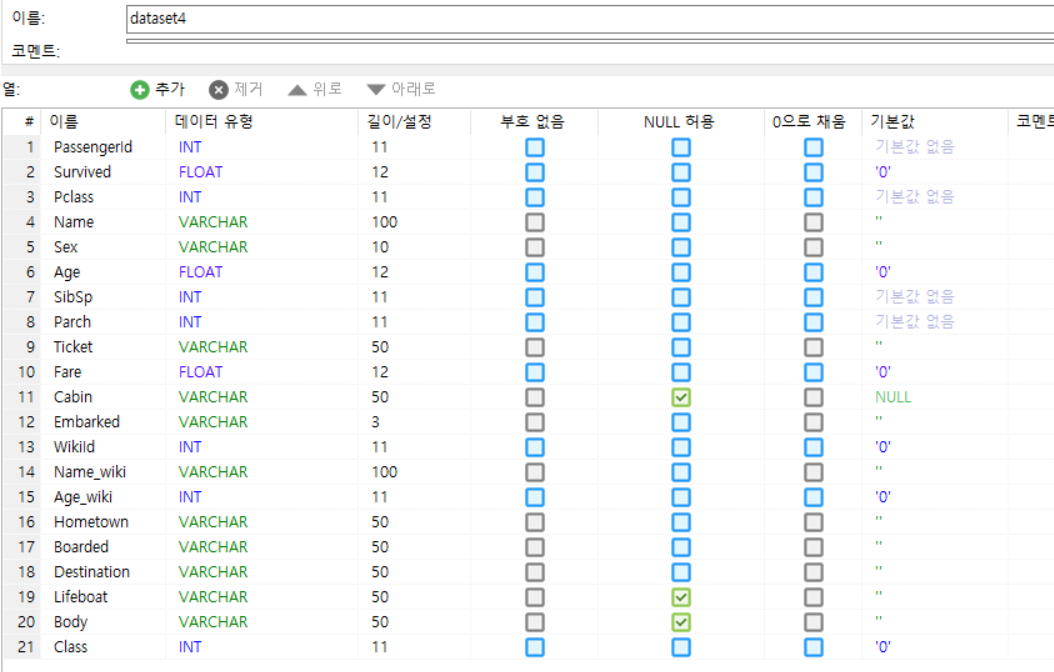 이름: dataset4
코멘트:
열: 추가 제거 위로 아래로
# 이름 데이터 유형 길이/설정 부호 없음 NULL 허용 0으로 채움 기본값 코멘트
1 PassengerId INT 11 기본값 없음
2 Survived FLOAT 12 '0'
3 Pclass INT 11 기본값 없음
4 Name VARCHAR 100 ''
5 Sex VARCHAR 10 ''
6 Age FLOAT 12 '0'
7 SibSp INT 11 기본값 없음
8 Parch INT 11 기본값 없음
9 Ticket VARCHAR 50 ''
10 Fare FLOAT 12 '0'
11 Cabin VARCHAR 50 NULL
12 Embarked VARCHAR 3 ''
13 WikiId INT 11 '0'
14 Name_wiki VARCHAR 100 ''
15 Age_wiki INT 11 '0'
16 Hometown VARCHAR 50 ''
17 Boarded VARCHAR 50 ''
18 Destination VARCHAR 50 ''
19 Lifeboat VARCHAR 50 ''
20 Body VARCHAR 50 ''
21 Class INT 11 '0'